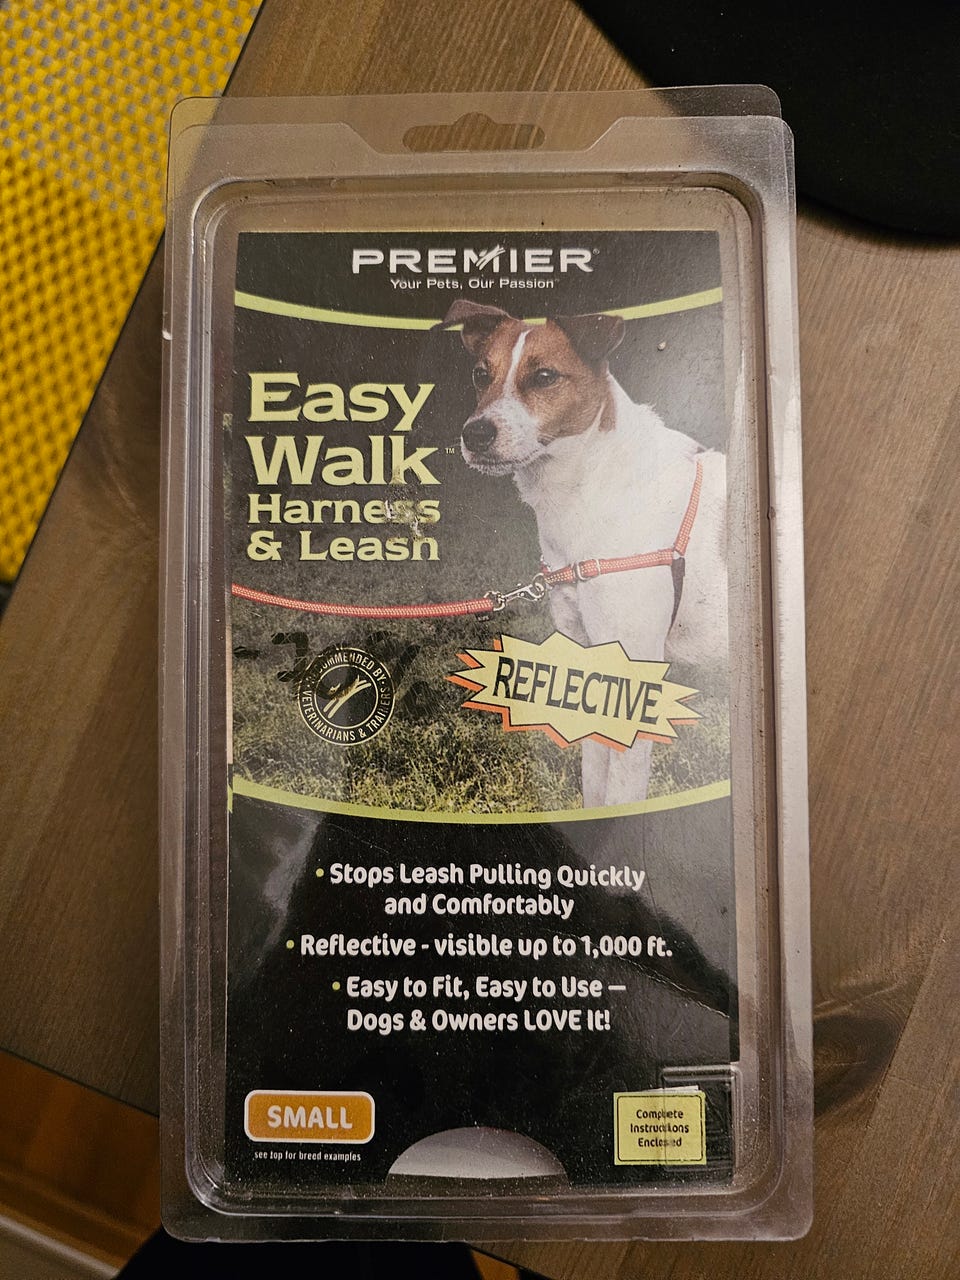 PREMIER®
Your Pets, Our Passion™
Easy
Walk™
Harness
& Leash
RECOMMENDED BY
VETERINARIANS & TRAINERS
REFLECTIVE
• Stops Leash Pulling Quickly
and Comfortably
• Reflective - visible up to 1,000 ft.
• Easy to Fit, Easy to Use –
Dogs & Owners LOVE It!
SMALL
see top for breed examples
Complete
Instructions
Enclosed